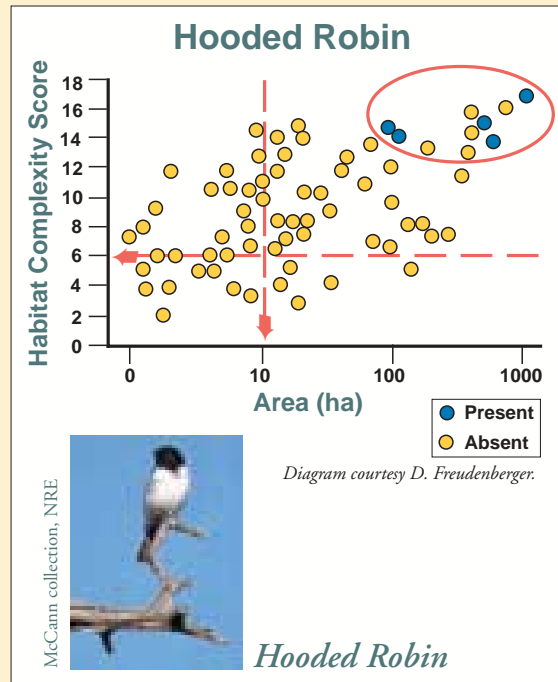 Hooded Robin
Habitat Complexity Score
18
16
14
12
10
8
6
4
2
0
0 10 100 1000
Area (ha)
Present
Absent
Diagram courtesy D. Freudenberger.
McCann collection, NRE
Hooded Robin